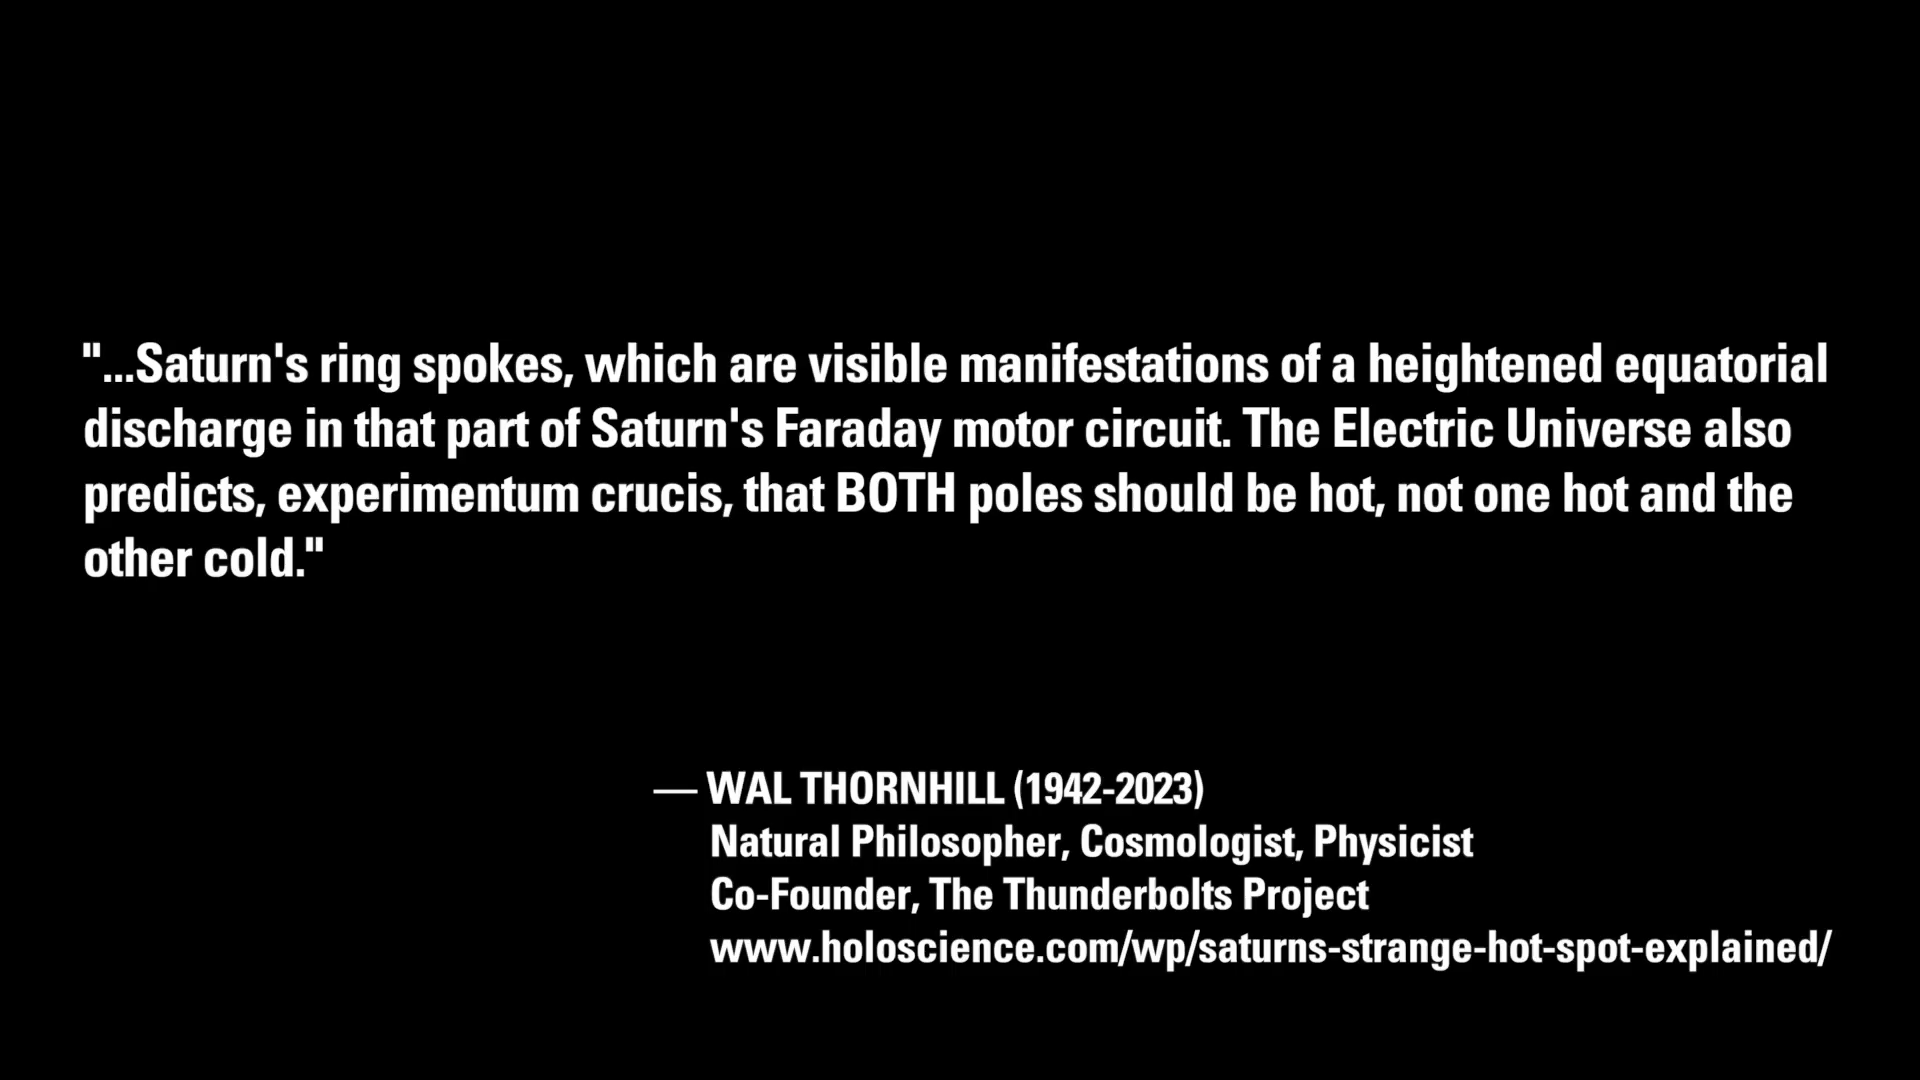 "...Saturn's ring spokes, which are visible manifestations of a heightened equatorial
discharge in that part of Saturn's Faraday motor circuit. The Electric Universe also
predicts, experimentum crucis, that BOTH poles should be hot, not one hot and the
other cold."
— WAL THORNHILL (1942-2023)
Natural Philosopher, Cosmologist, Physicist
Co-Founder, The Thunderbolts Project
www.holoscience.com/wp/saturns-strange-hot-spot-explained/